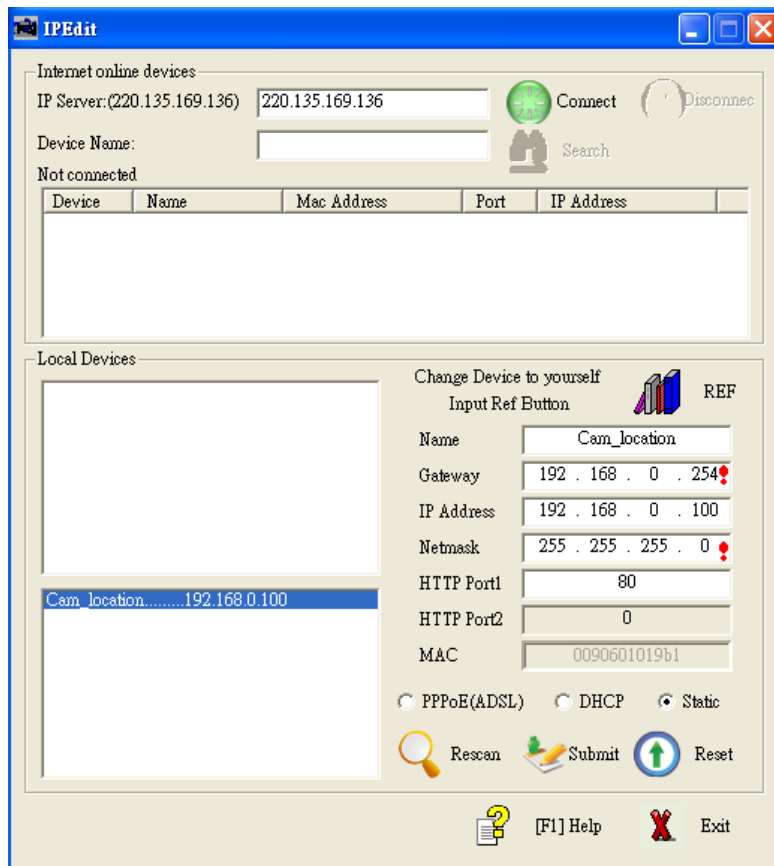 IPEdit
Internet online devices
IP Server:(220.135.169.136) 220.135.169.136 Connect Disconnec
Device Name: Search
Not connected
Device Name Mac Address Port IP Address
Local Devices
Change Device to yourself
Input Ref Button REF
Name Cam_location
Gateway 192 . 168 . 0 . 254
IP Address 192 . 168 . 0 . 100
Netmask 255 . 255 . 255 . 0
Cam_location.........192.168.0.100
HTTP Port1 80
HTTP Port2 0
MAC 0090601019b1
PPPoE(ADSL) DHCP Static
Rescan Submit Reset
[F1] Help Exit